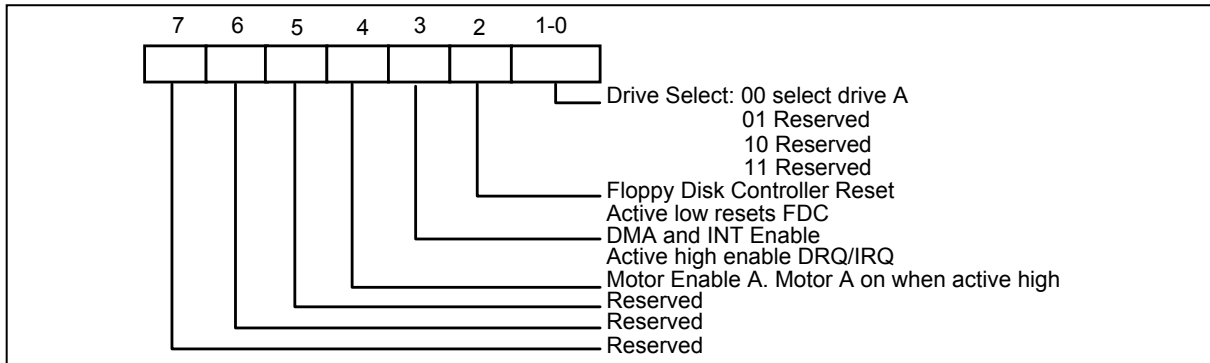 7 6 5 4 3 2 1-0
Drive Select: 00 select drive A
01 Reserved
10 Reserved
11 Reserved
Floppy Disk Controller Reset
Active low resets FDC
DMA and INT Enable
Active high enable DRQ/IRQ
Motor Enable A. Motor A on when active high
Reserved
Reserved
Reserved